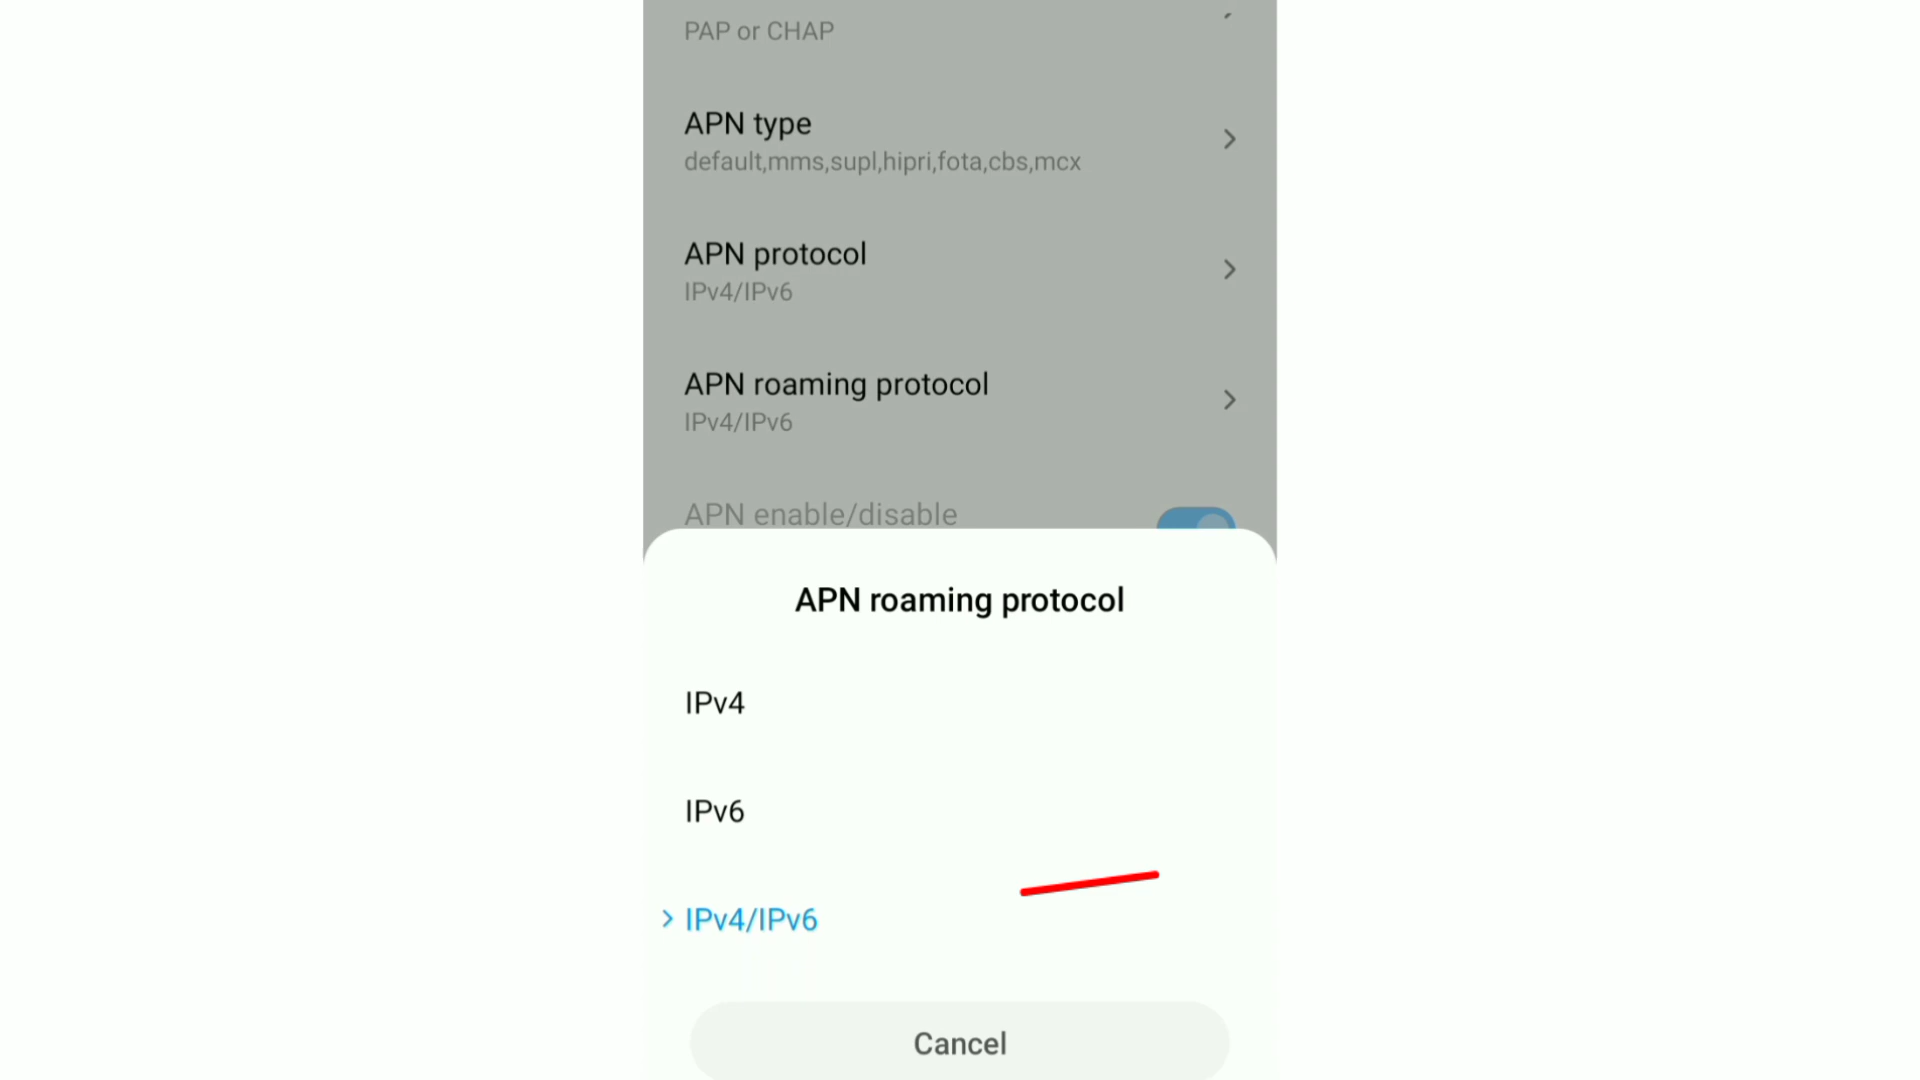 PAP or CHAP
APN type
default,mms,supl,hipri,fota,cbs,mcx
APN protocol
IPv4/IPv6
APN roaming protocol
IPv4/IPv6
APN enable/disable
APN roaming protocol
IPv4
IPv6
IPv4/IPv6
Cancel